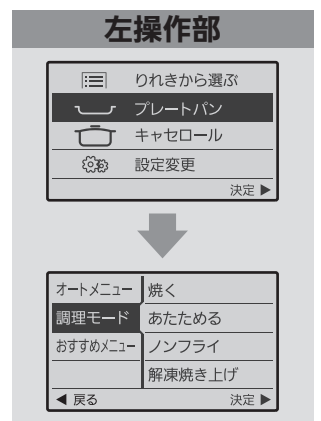 左操作部
りれきから選ぶ
プレートパン
キャセロール
設定変更
決定 ▶
オートメニュー 焼く
調理モード あたためる
おすすめメニュー ノンフライ
解凍焼き上げ
◀ 戻る 決定 ▶